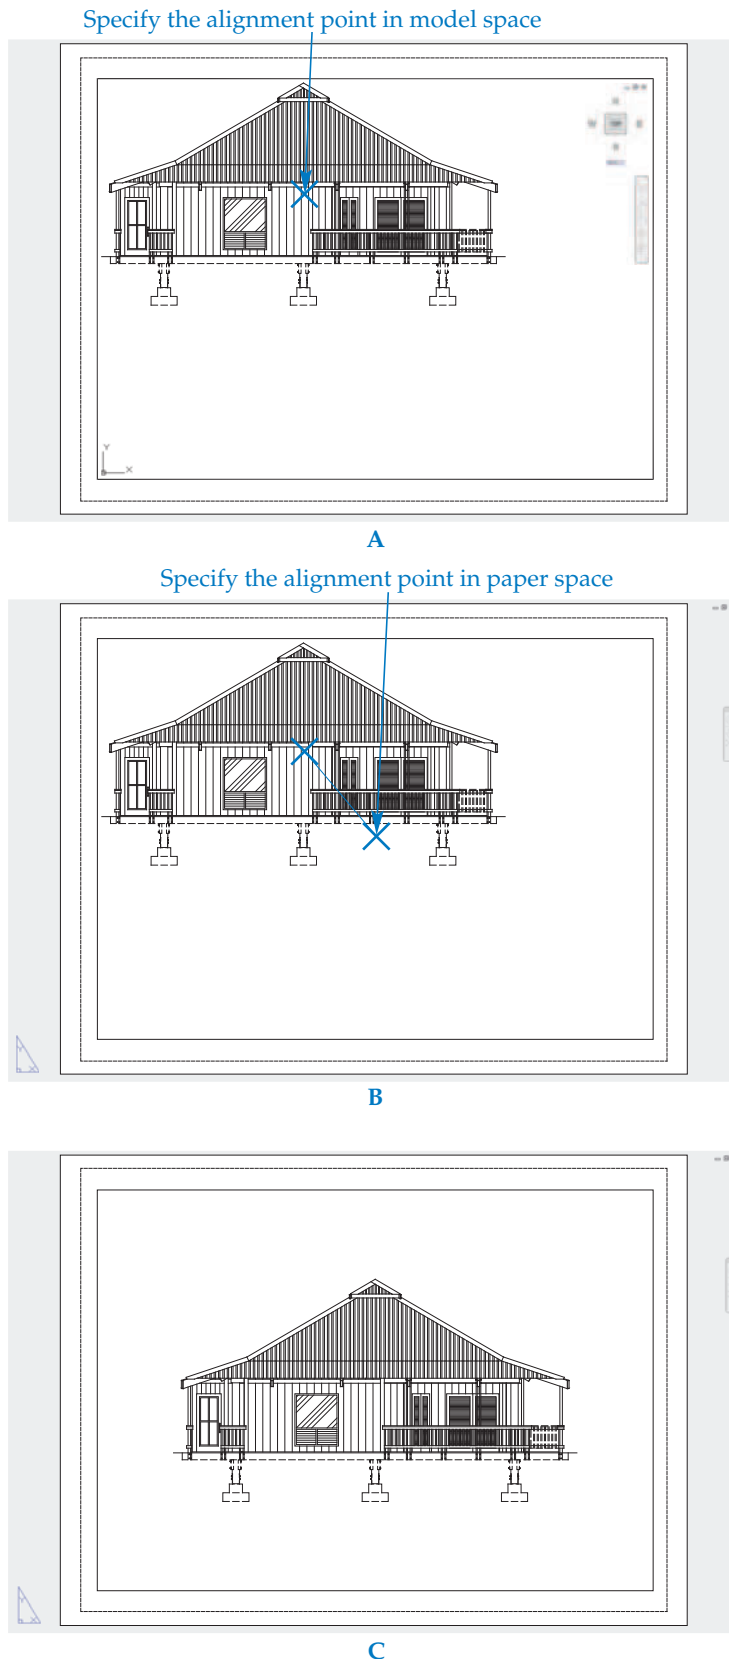 Specify the alignment point in model space
Y
X
A
Specify the alignment point in paper space
Y
X
B
Y
X
C